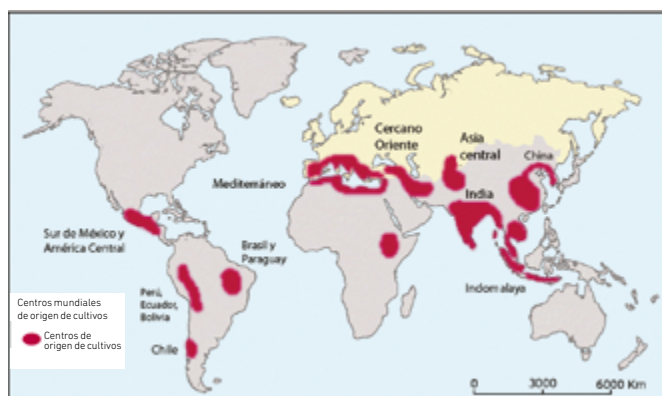 Cercano
Oriente
Asia
central
China
Mediterráneo
India
Sur de México y
América Central
Brasil y
Paraguay
Perú,
Ecuador,
Bolivia
Indomalaya
Chile
Centros mundiales
de origen de cultivos
Centros de
origen de cultivos
0 3000 6000 Km